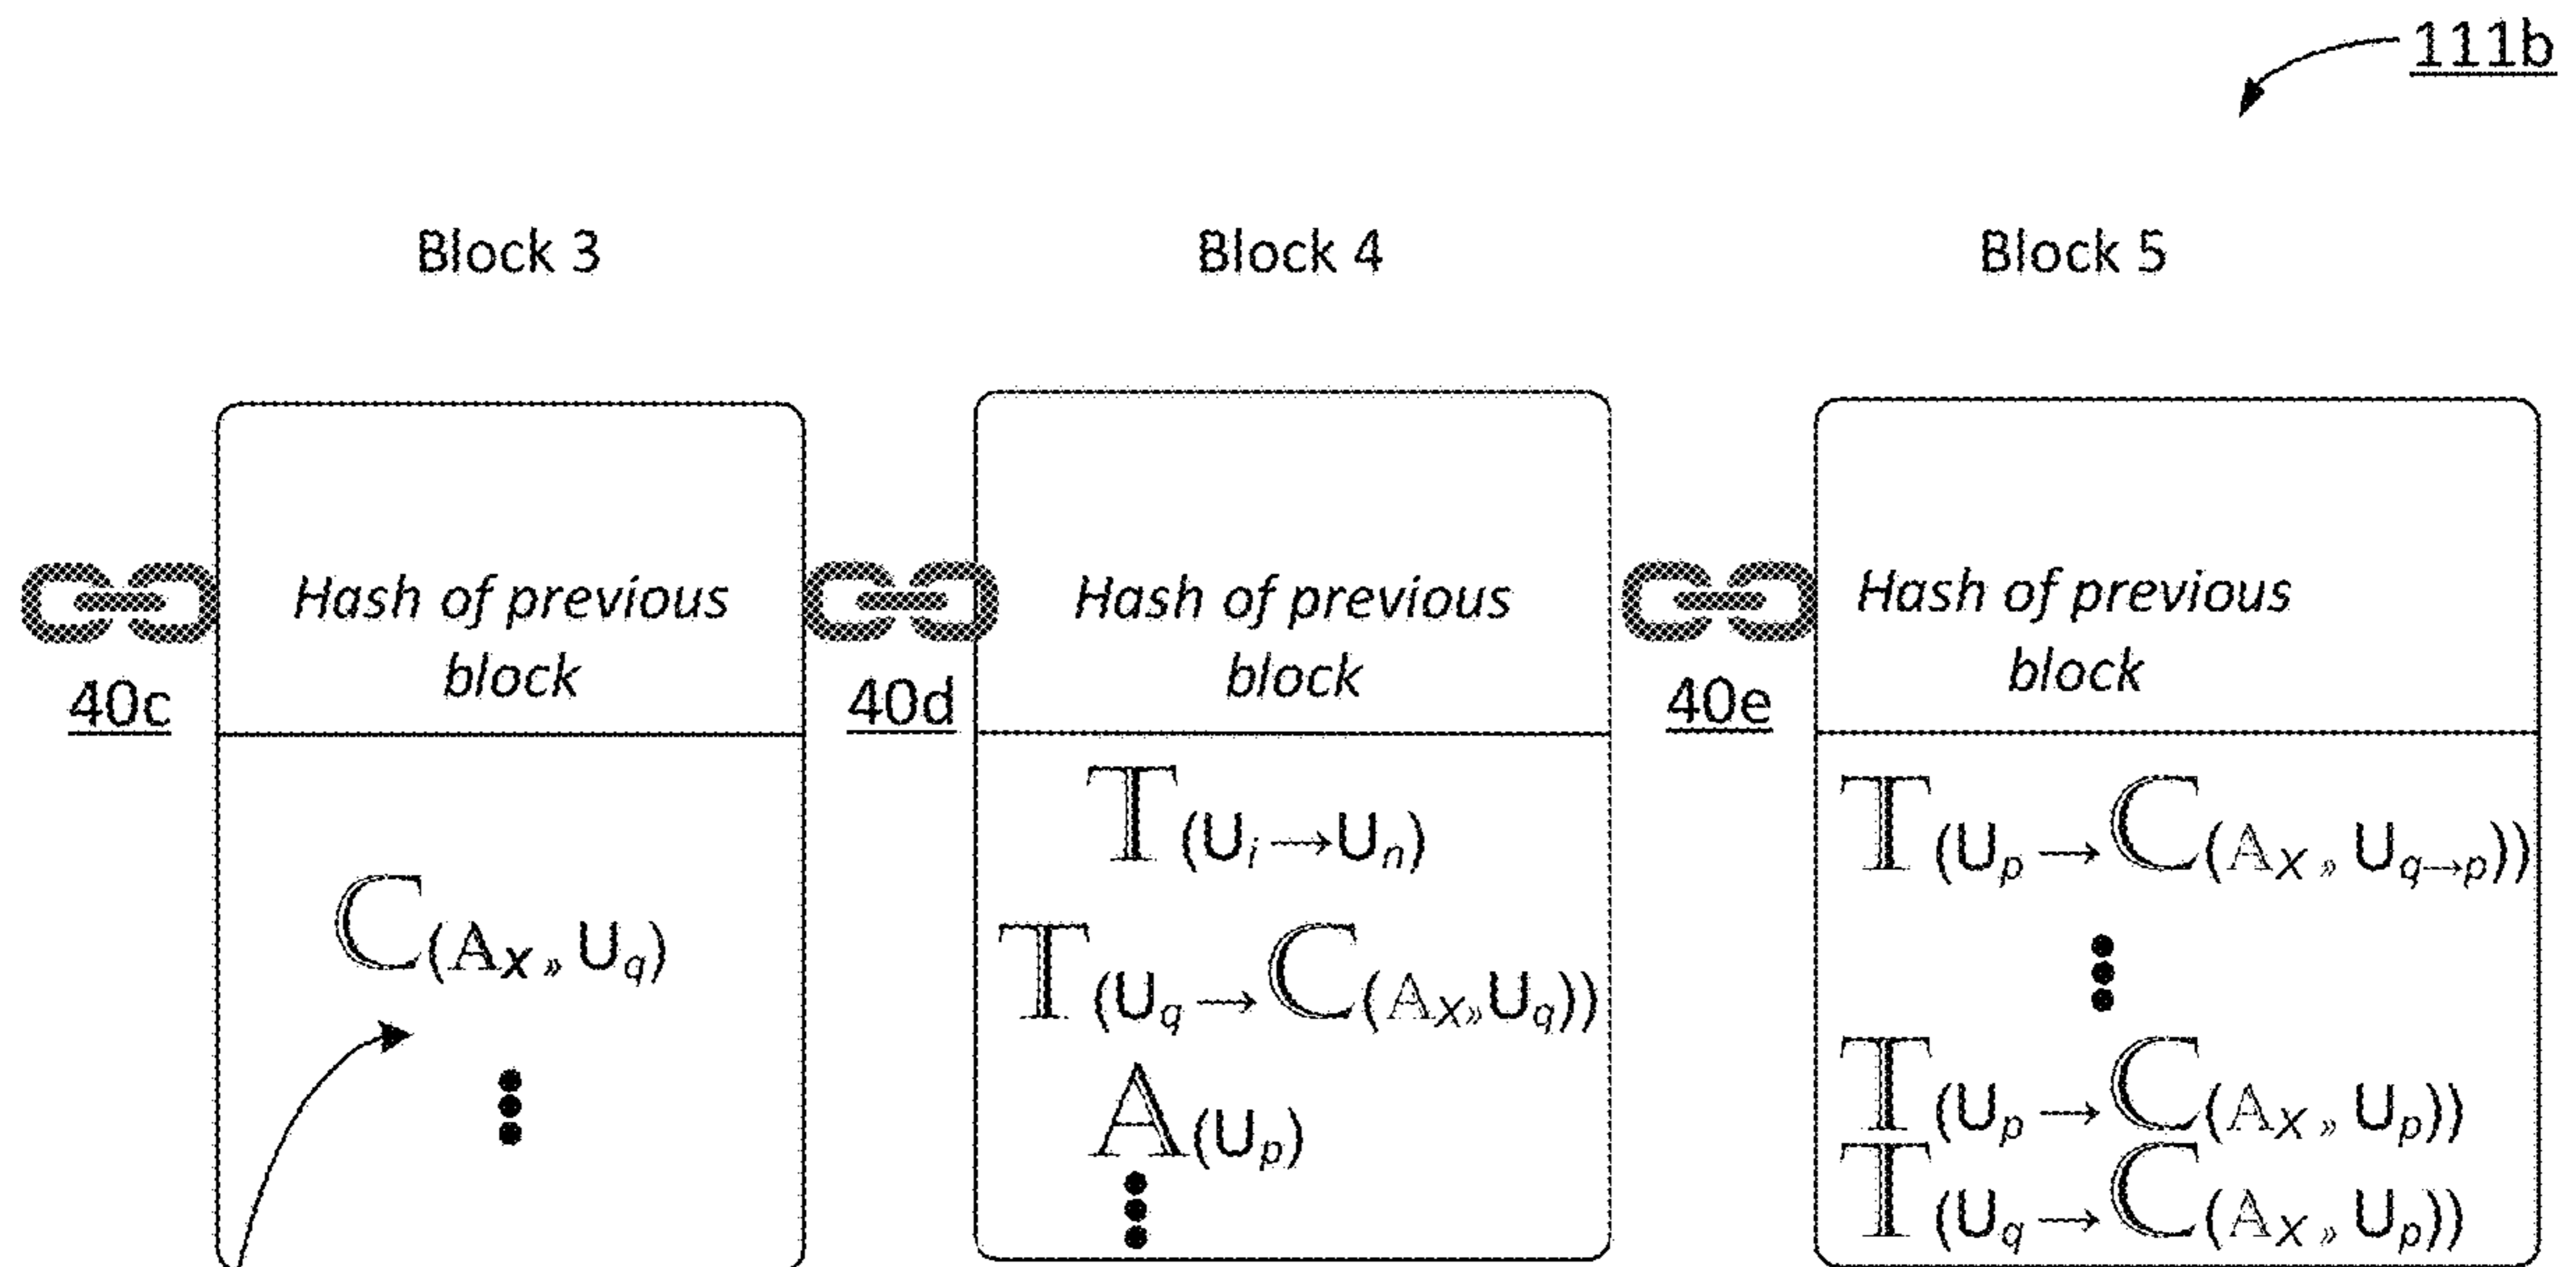 111b
Block 3
Block 4
Block 5
Hash of previous
block
40c
ℂ(𝔸X », Uq)
Hash of previous
block
40d
𝕋(Ui→Un)
𝕋(Uq→ℂ(𝔸X»,Uq))
𝔸(Up)
Hash of previous
block
40e
𝕋(Up→ℂ(𝔸X », Uq→p))
𝕋(Up→ℂ(𝔸X », Up))
𝕋(Uq→ℂ(𝔸X », Up))